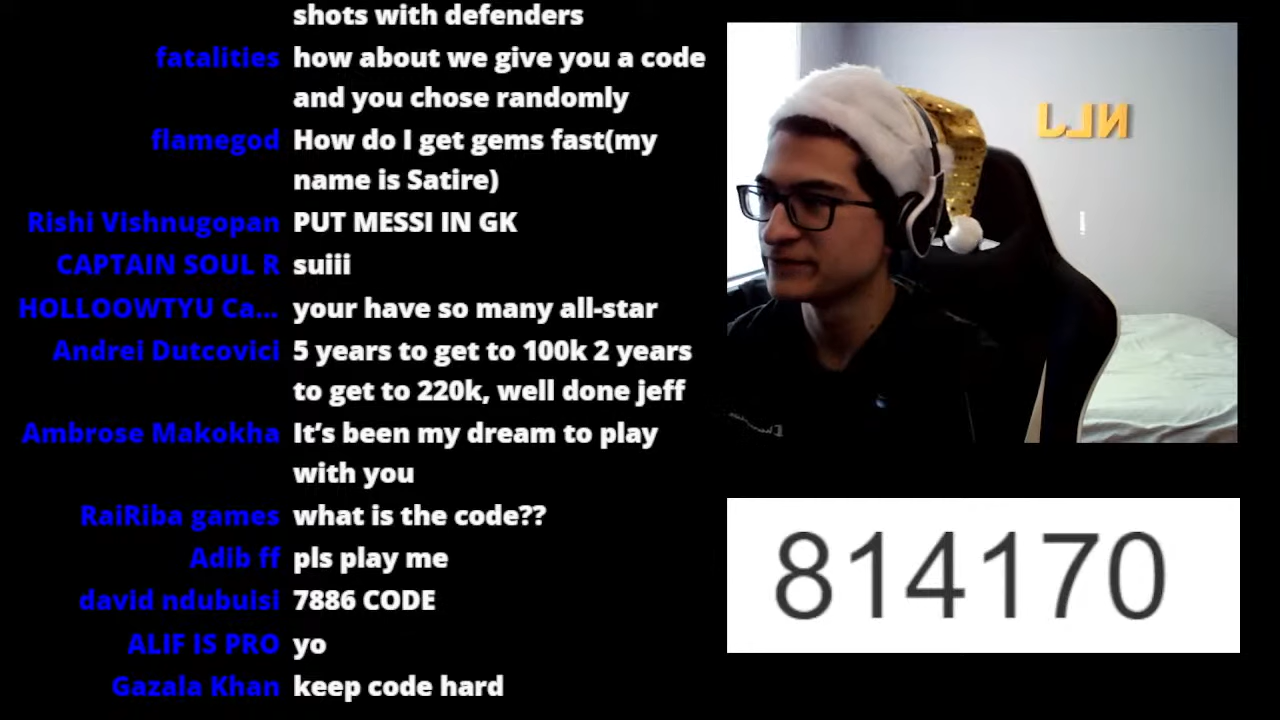 shots with defenders
fatalities how about we give you a code
and you chose randomly
flamegod How do I get gems fast(my
name is Satire)
Rishi Vishnugopan PUT MESSI IN GK
CAPTAIN SOUL R suiii
HOLLOOWTYU Ca... your have so many all-star
Andrei Dutcovici 5 years to get to 100k 2 years
to get to 220k, well done jeff
Ambrose Makokha It’s been my dream to play
with you
RaiRiba games what is the code??
Adib ff pls play me
david ndubuisi 7886 CODE
ALIF IS PRO yo
Gazala Khan keep code hard
NLJ
814170